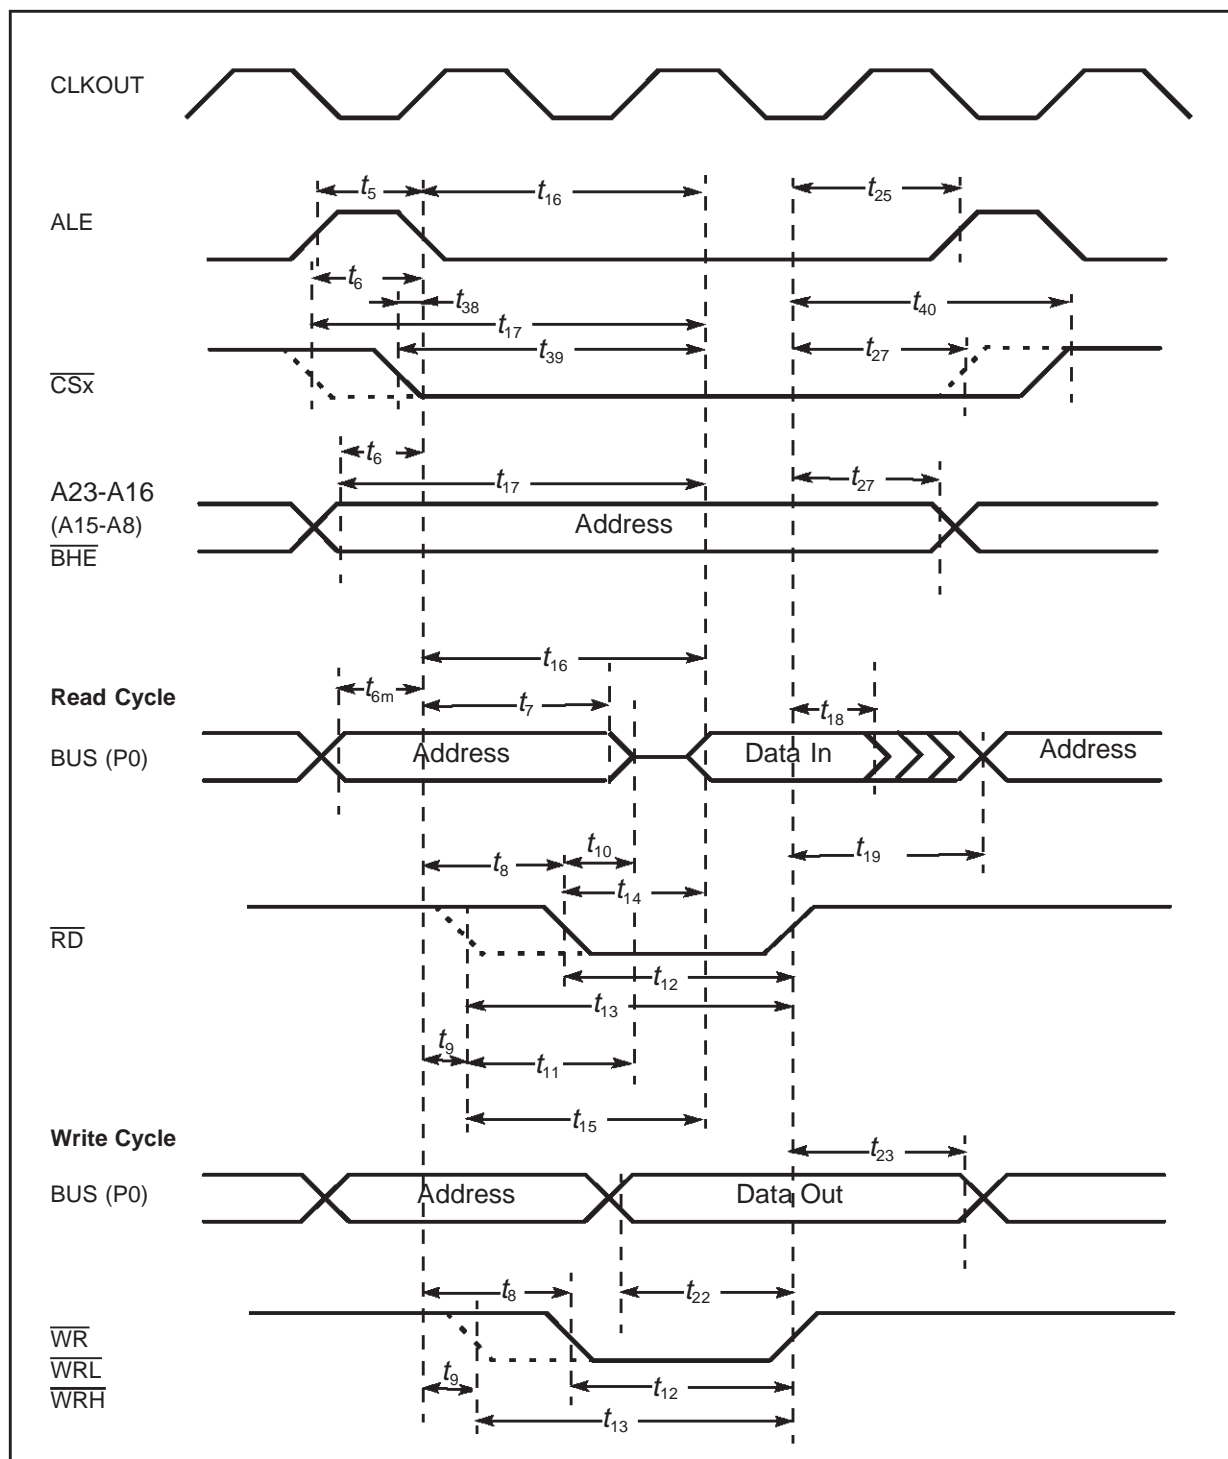 CLKOUT
t5
t16
t25
ALE
t6
t38
t40
t17
t39
t27
CSx
t6
A23-A16
t17
t27
(A15-A8)
Address
BHE
t16
Read Cycle
t6m
t7
t18
BUS (P0)
Address
Data In
Address
t8
t10
t19
t14
RD
t12
t13
t9
t11
t15
Write Cycle
t23
BUS (P0)
Address
Data Out
t8
t22
WR
WRL
t9
t12
WRH
t13